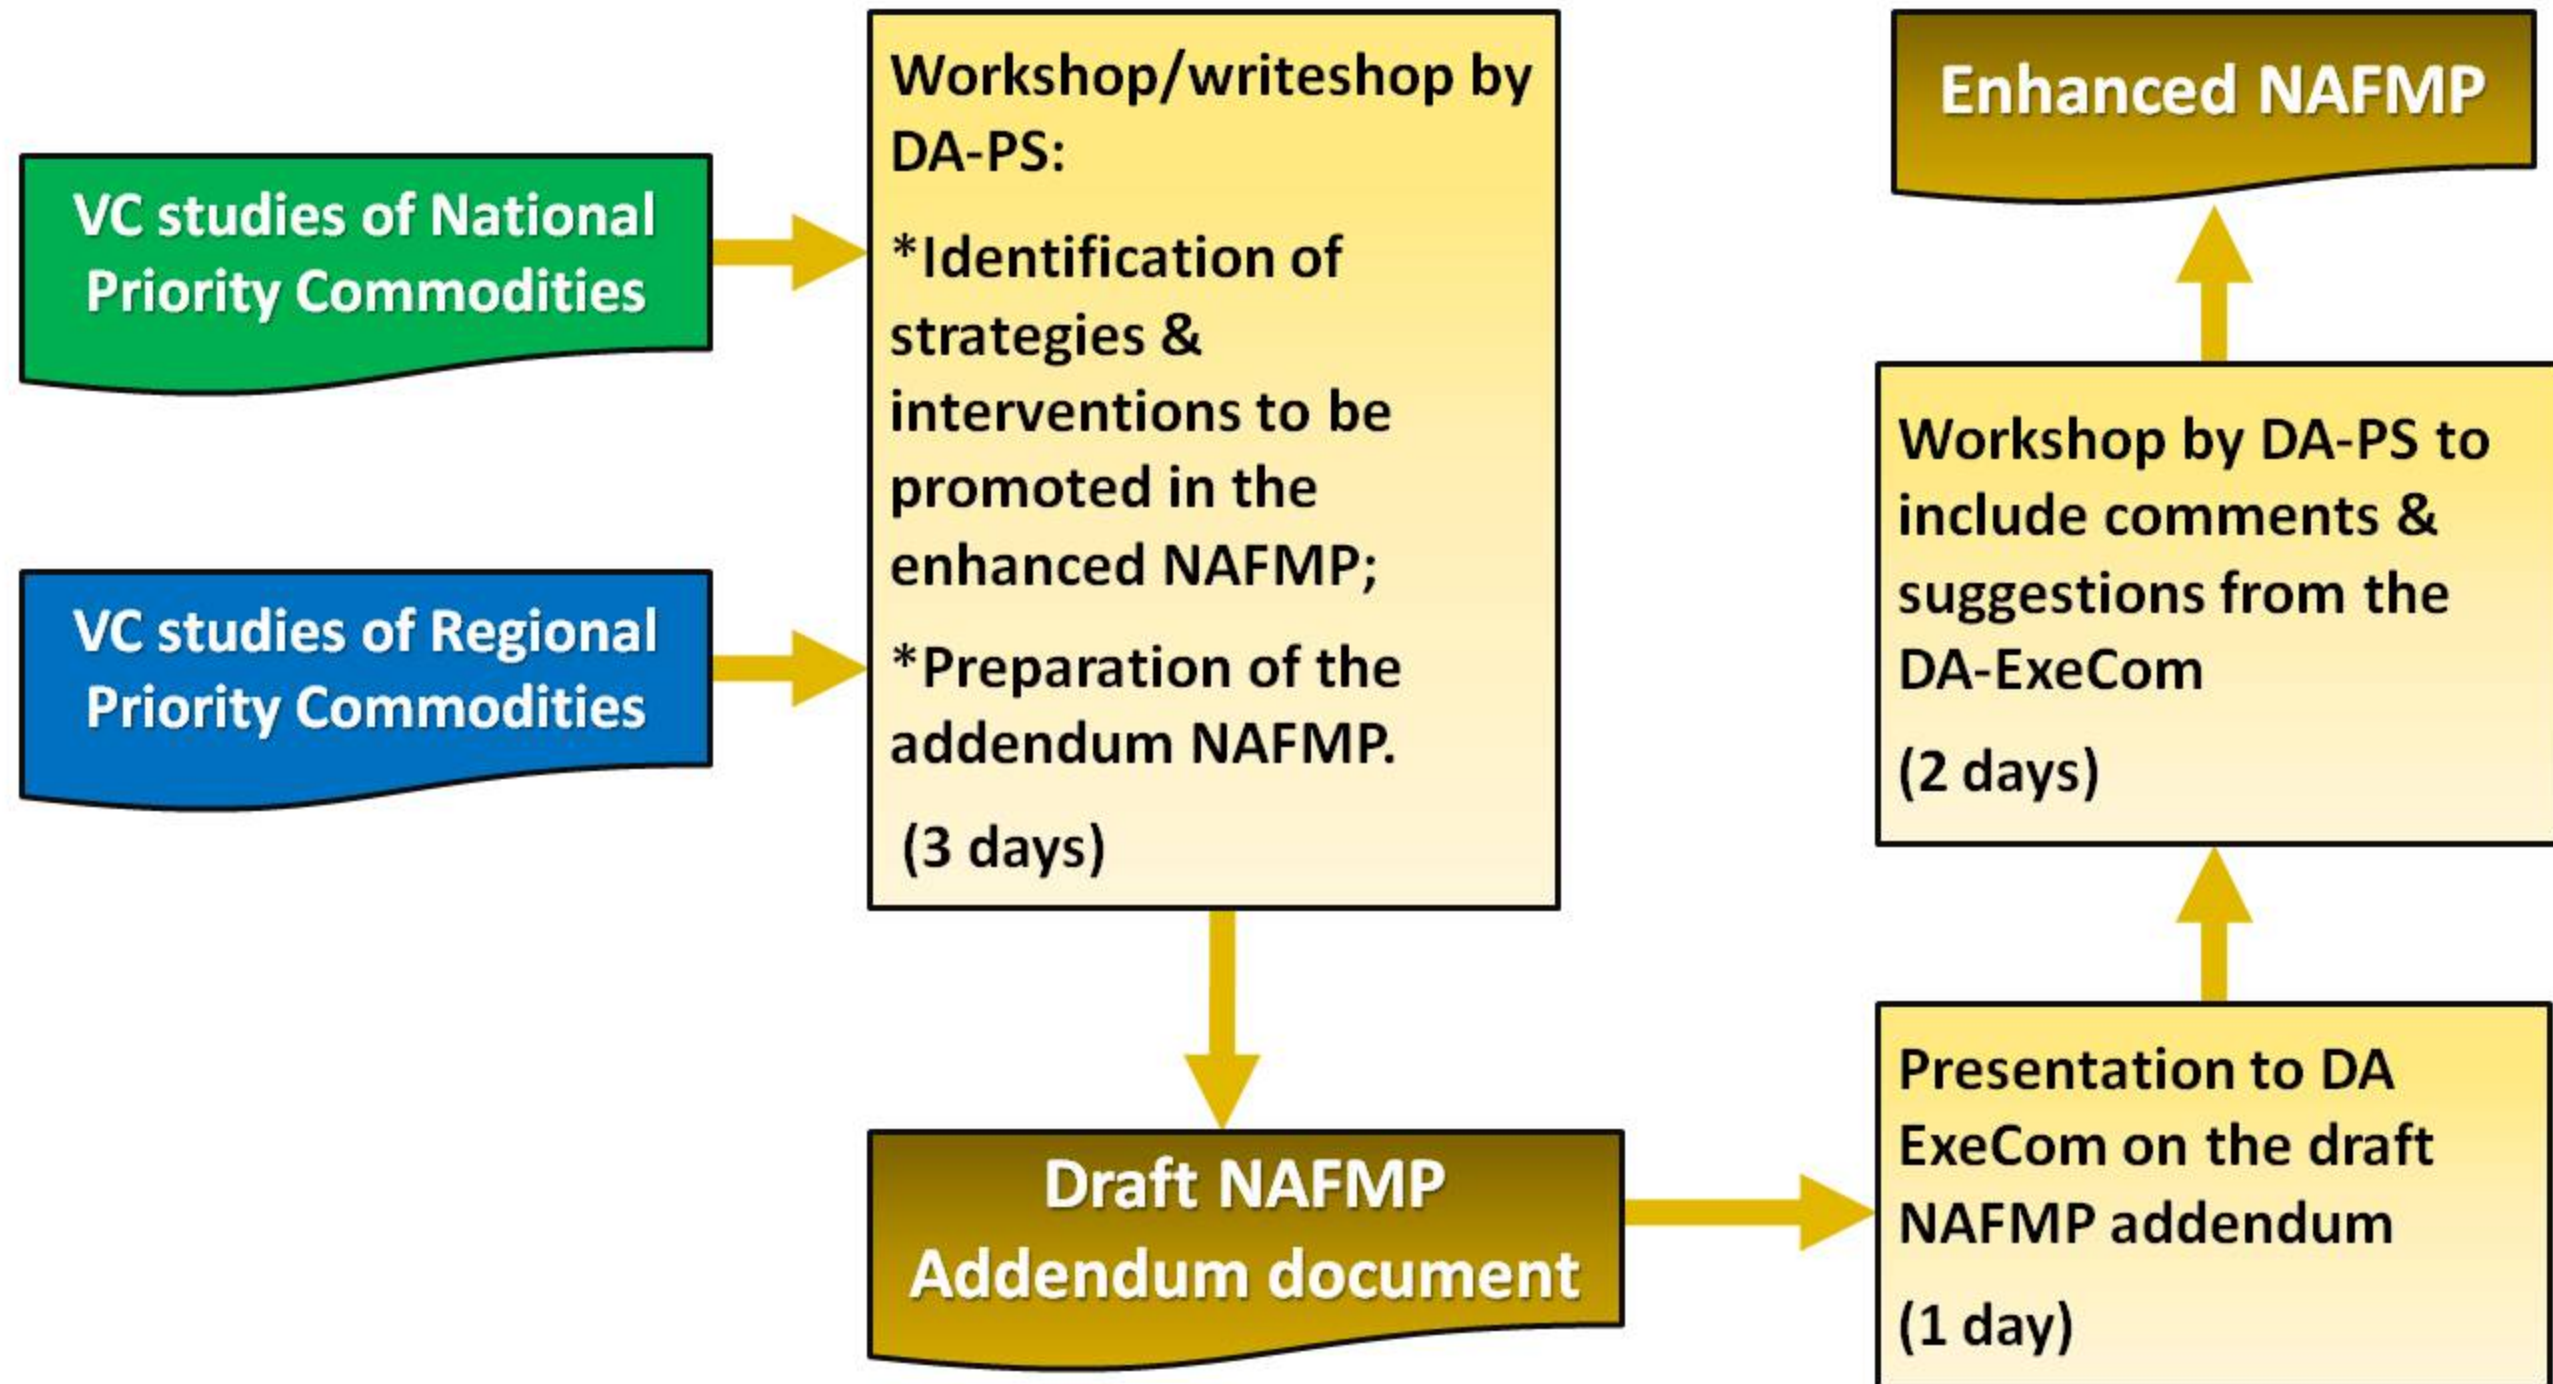 VC studies of National
Priority Commodities
VC studies of Regional
Priority Commodities
Workshop/writeshop by
DA-PS:
*Identification of
strategies &
interventions to be
promoted in the
enhanced NAFMP;
*Preparation of the
addendum NAFMP.
(3 days)
Draft NAFMP
Addendum document
Presentation to DA
ExeCom on the draft
NAFMP addendum
(1 day)
Workshop by DA-PS to
include comments &
suggestions from the
DA-ExeCom
(2 days)
Enhanced NAFMP